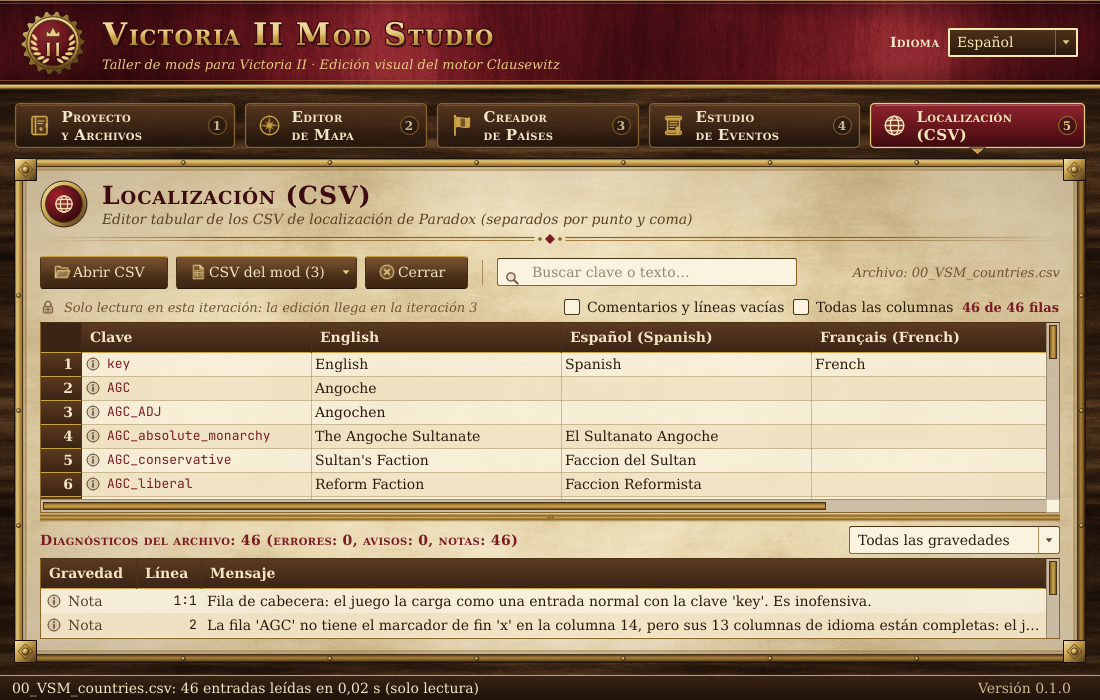 Victoria II Mod Studio
Taller de mods para Victoria II · Edición visual del motor Clausewitz
Idioma Español
II
Proyecto y Archivos 1
Editor de Mapa 2
Creador de Países 3
Estudio de Eventos 4
Localización (CSV) 5
Localización (CSV)
Editor tabular de los CSV de localización de Paradox (separados por punto y coma)
Abrir CSV CSV del mod (3) Cerrar Buscar clave o texto... Archivo: 00_VSM_countries.csv
Solo lectura en esta iteración: la edición llega en la iteración 3 Comentarios y líneas vacías Todas las columnas 46 de 46 filas
Clave English Español (Spanish) Français (French)
1 key English Spanish French
2 AGC Angoche
3 AGC_ADJ Angochen
4 AGC_absolute_monarchy The Angoche Sultanate El Sultanato Angoche
5 AGC_conservative Sultan's Faction Faccion del Sultan
6 AGC_liberal Reform Faction Faccion Reformista
Diagnósticos del archivo: 46 (errores: 0, avisos: 0, notas: 46) Todas las gravedades
Gravedad Línea Mensaje
Nota 1:1 Fila de cabecera: el juego la carga como una entrada normal con la clave 'key'. Es inofensiva.
Nota 2 La fila 'AGC' no tiene el marcador de fin 'x' en la columna 14, pero sus 13 columnas de idioma están completas: el j...
00_VSM_countries.csv: 46 entradas leídas en 0,02 s (solo lectura) Versión 0.1.0